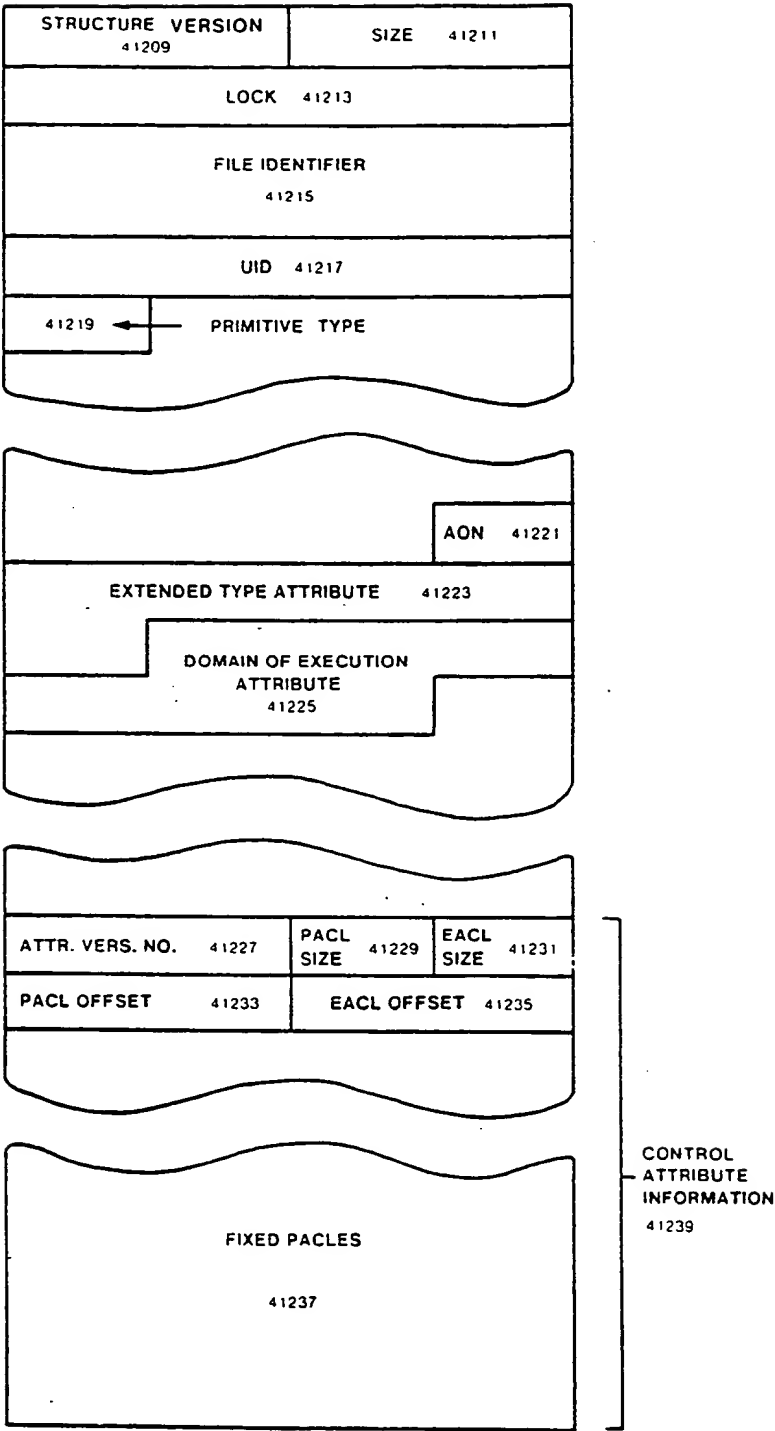 STRUCTURE VERSION
41209
SIZE 41211
LOCK 41213
FILE IDENTIFIER
41215
UID 41217
41219 PRIMITIVE TYPE
AON 41221
EXTENDED TYPE ATTRIBUTE 41223
DOMAIN OF EXECUTION
ATTRIBUTE
41225
ATTR. VERS. NO. 41227
PACL
SIZE 41229
EACL
SIZE 41231
PACL OFFSET 41233
EACL OFFSET 41235
CONTROL
ATTRIBUTE
INFORMATION
41239
FIXED PACLES
41237